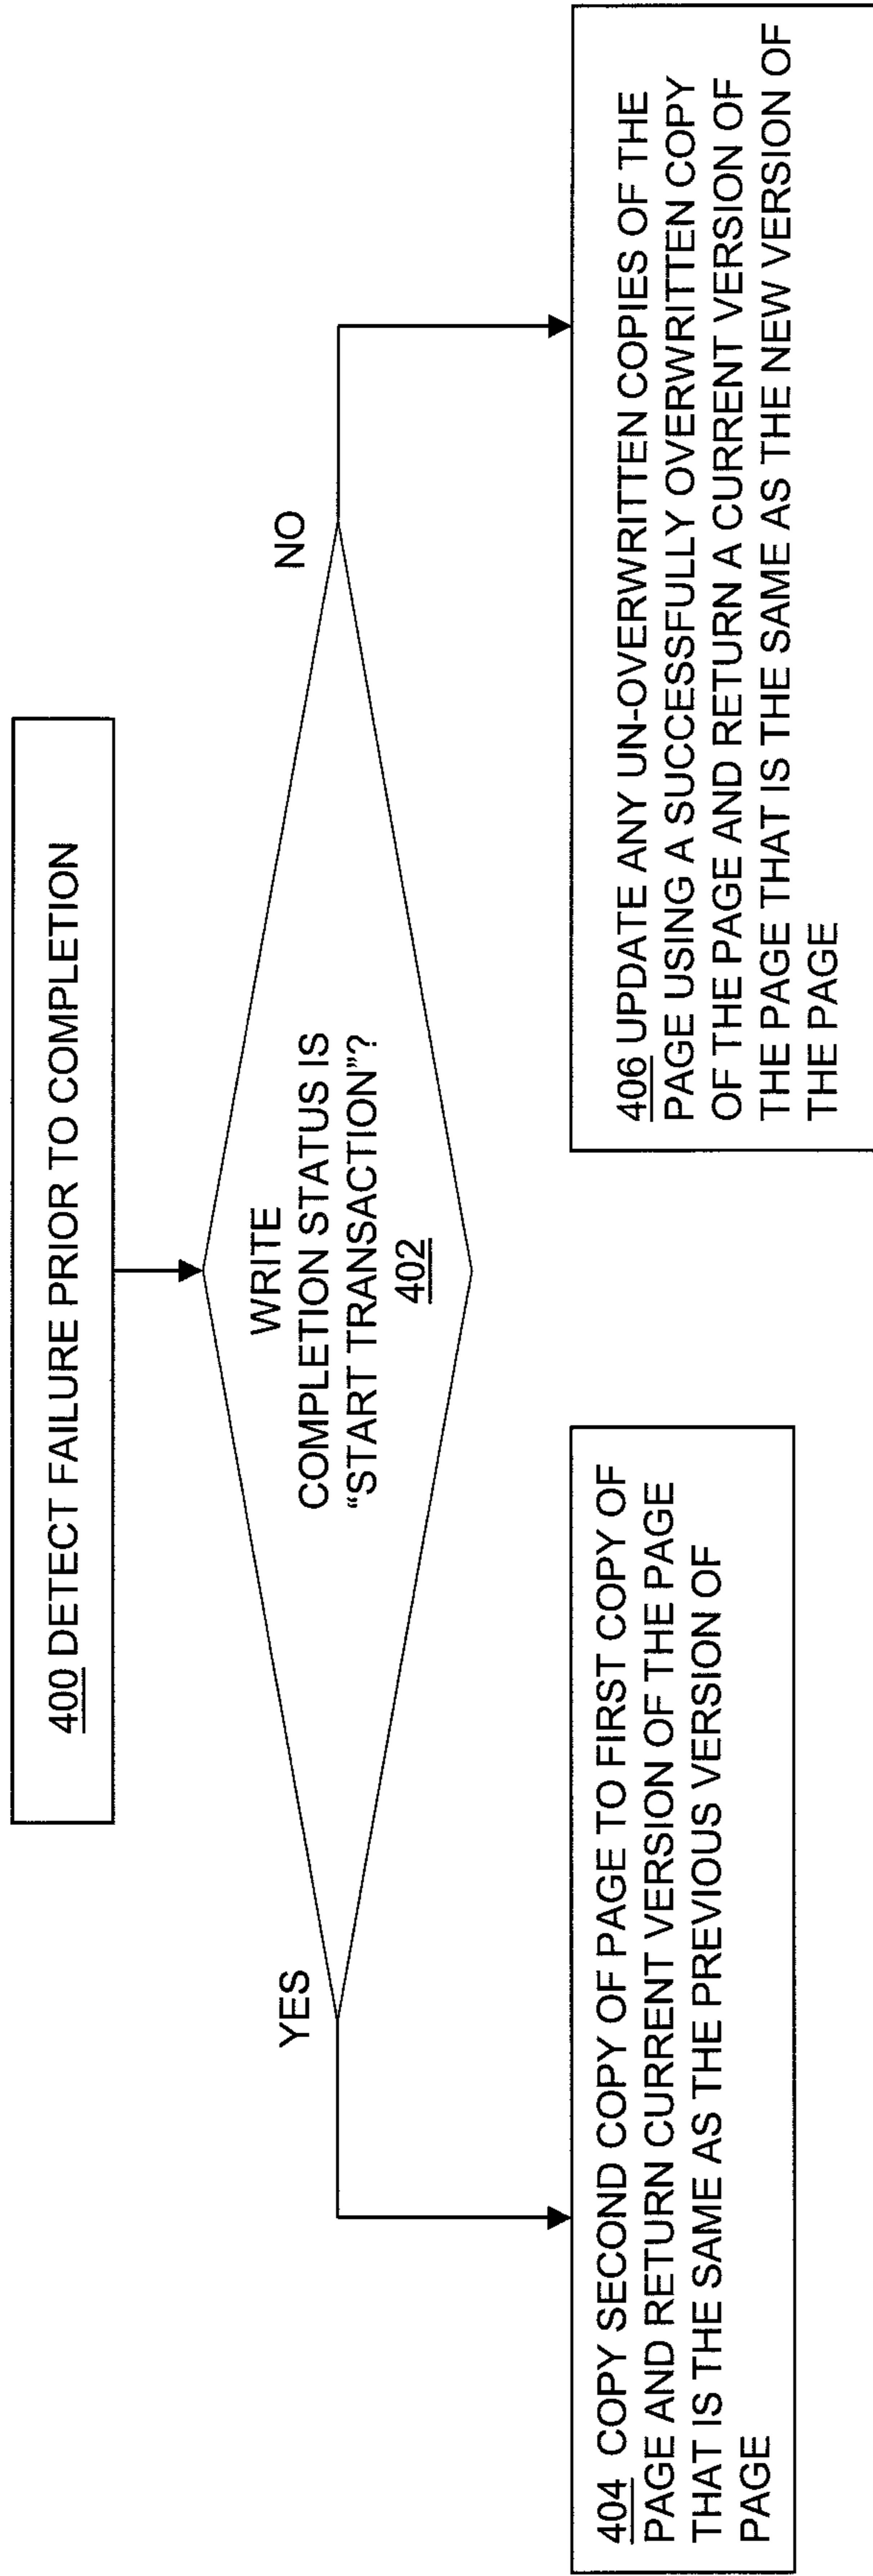 400 DETECT FAILURE PRIOR TO COMPLETION
WRITE
COMPLETION STATUS IS
“START TRANSACTION”?
402
YES
NO
404 COPY SECOND COPY OF PAGE TO FIRST COPY OF
PAGE AND RETURN CURRENT VERSION OF THE PAGE
THAT IS THE SAME AS THE PREVIOUS VERSION OF
PAGE
406 UPDATE ANY UN-OVERWRITTEN COPIES OF THE
PAGE USING A SUCCESSFULLY OVERWRITTEN COPY
OF THE PAGE AND RETURN A CURRENT VERSION OF
THE PAGE THAT IS THE SAME AS THE NEW VERSION OF
THE PAGE